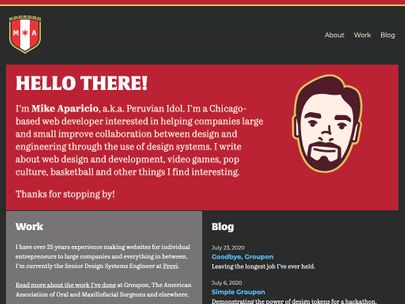 M ✶ A
About Work Blog
HELLO THERE!
I'm Mike Aparicio, a.k.a. Peruvian Idol. I'm a Chicago-
based web developer interested in helping companies large
and small improve collaboration between design and
engineering through the use of design systems. I write
about web design and development, video games, pop
culture, basketball and other things I find interesting.
Thanks for stopping by!
Work
I have over 25 years experience making websites for individual
entrepreneurs to large companies and everything in between.
I'm currently the Senior Design Systems Engineer at Provi.
Read more about the work I've done at Groupon, The American
Association of Oral and Maxillofacial Surgeons and elsewhere.
Blog
July 23, 2020
Goodbye, Groupon
Leaving the longest job I've ever held.
July 6, 2020
Simple Groupon
Demonstrating the power of design tokens for a hackathon.